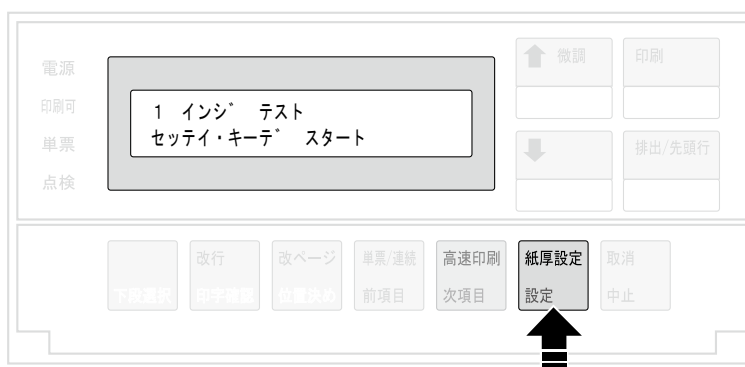 電源
印刷可
単票
点検
1 インジ゛ テスト
セッテイ・キーデ゛ スタート
微調
印刷
排出/先頭行
下段選択
改行
印字確認
改ページ
位置決め
単票/連続
前項目
高速印刷
次項目
紙厚設定
設定
取消
中止